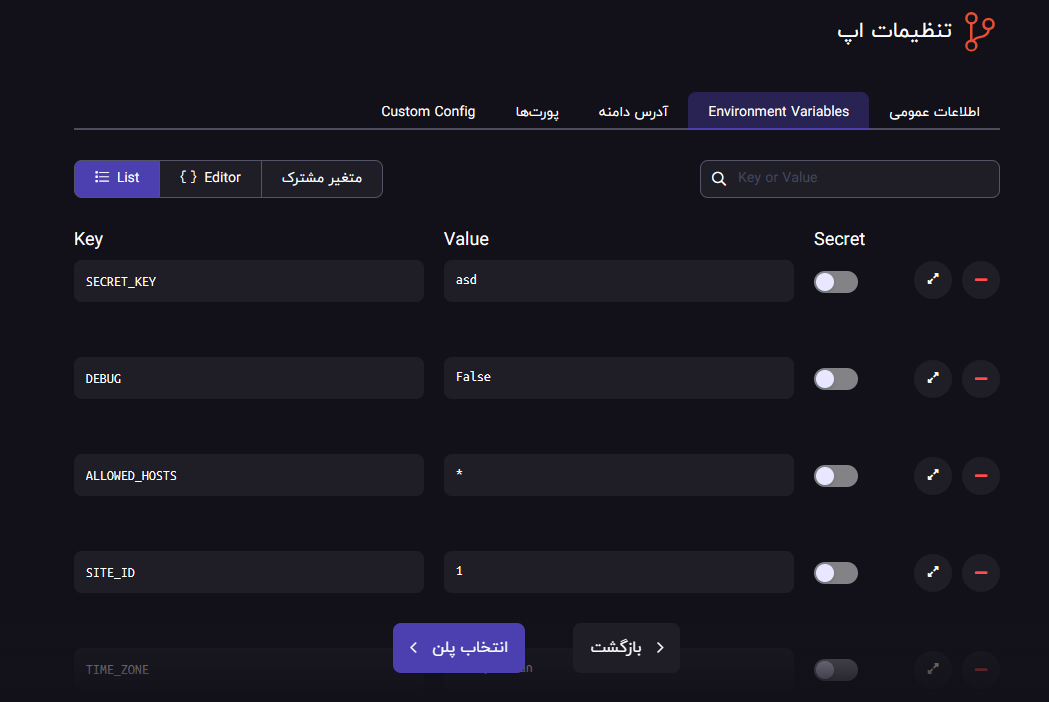 تنظیمات اپ
اطلاعات عمومی
Environment Variables
آدرس دامنه
پورت‌ها
Custom Config
List
{ } Editor
متغیر مشترک
Key or Value
Key Value Secret
SECRET_KEY asd
DEBUG False
ALLOWED_HOSTS *
SITE_ID 1
انتخاب پلن
بازگشت
TIME_ZONE